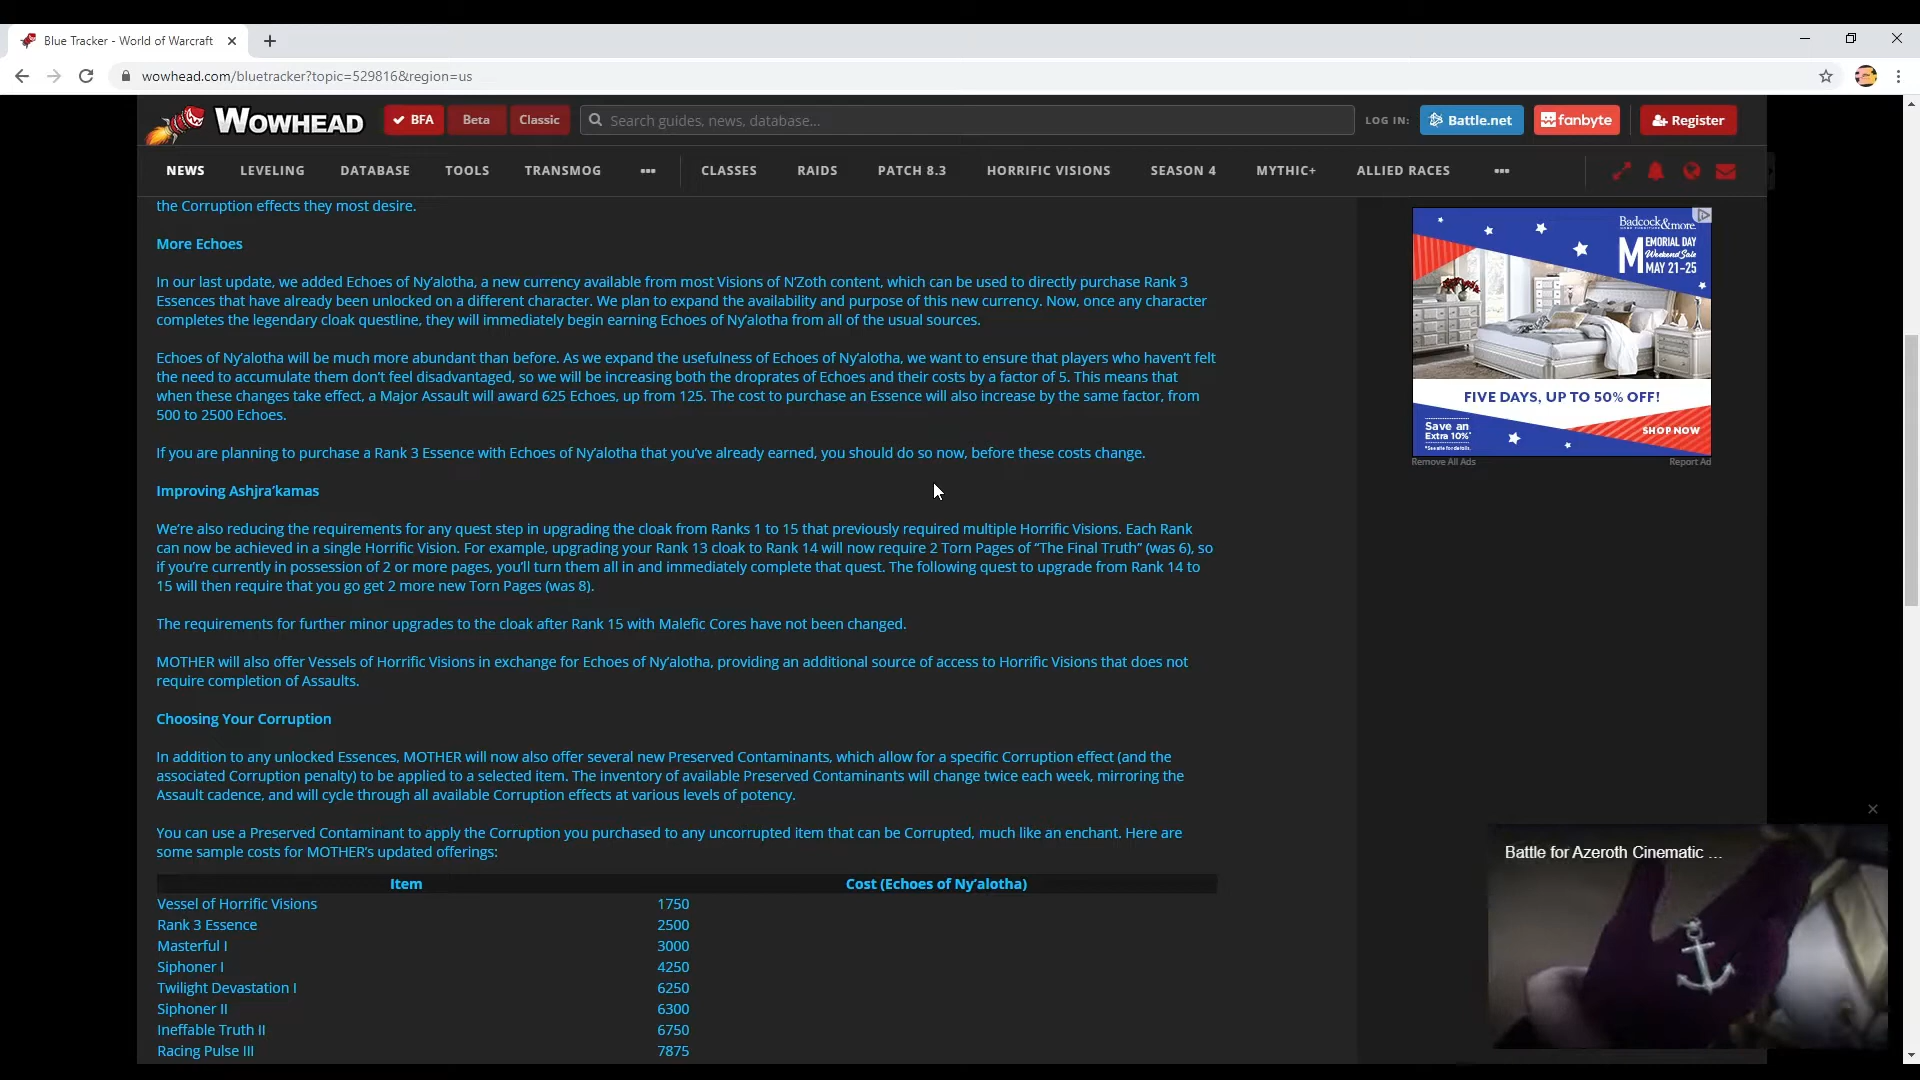 Blue Tracker - World of Warcraft
wowhead.com/bluetracker?topic=529816&region=us
WOWHEAD
BFA
Beta
Classic
Search guides, news, database...
LOG IN:
Battle.net
fanbyte
Register
NEWS
LEVELING
DATABASE
TOOLS
TRANSMOG
CLASSES
RAIDS
PATCH 8.3
HORRIFIC VISIONS
SEASON 4
MYTHIC+
ALLIED RACES
the Corruption effects they most desire.
More Echoes
In our last update, we added Echoes of Ny’alotha, a new currency available from most Visions of N’Zoth content, which can be used to directly purchase Rank 3
Essences that have already been unlocked on a different character. We plan to expand the availability and purpose of this new currency. Now, once any character
completes the legendary cloak questline, they will immediately begin earning Echoes of Ny’alotha from all of the usual sources.
Echoes of Ny’alotha will be much more abundant than before. As we expand the usefulness of Echoes of Ny’alotha, we want to ensure that players who haven’t felt
the need to accumulate them don’t feel disadvantaged, so we will be increasing both the droprates of Echoes and their costs by a factor of 5. This means that
when these changes take effect, a Major Assault will award 625 Echoes, up from 125. The cost to purchase an Essence will also increase by the same factor, from
500 to 2500 Echoes.
If you are planning to purchase a Rank 3 Essence with Echoes of Ny’alotha that you’ve already earned, you should do so now, before these costs change.
Improving Ashjra’kamas
We’re also reducing the requirements for any quest step in upgrading the cloak from Ranks 1 to 15 that previously required multiple Horrific Visions. Each Rank
can now be achieved in a single Horrific Vision. For example, upgrading your Rank 13 cloak to Rank 14 will now require 2 Torn Pages of “The Final Truth” (was 6), so
if you’re currently in possession of 2 or more pages, you’ll turn them all in and immediately complete that quest. The following quest to upgrade from Rank 14 to
15 will then require that you go get 2 more new Torn Pages (was 8).
The requirements for further minor upgrades to the cloak after Rank 15 with Malefic Cores have not been changed.
MOTHER will also offer Vessels of Horrific Visions in exchange for Echoes of Ny’alotha, providing an additional source of access to Horrific Visions that does not
require completion of Assaults.
Choosing Your Corruption
In addition to any unlocked Essences, MOTHER will now also offer several new Preserved Contaminants, which allow for a specific Corruption effect (and the
associated Corruption penalty) to be applied to a selected item. The inventory of available Preserved Contaminants will change twice each week, mirroring the
Assault cadence, and will cycle through all available Corruption effects at various levels of potency.
You can use a Preserved Contaminant to apply the Corruption you purchased to any uncorrupted item that can be Corrupted, much like an enchant. Here are
some sample costs for MOTHER’s updated offerings:
Item Cost (Echoes of Ny’alotha)
Vessel of Horrific Visions 1750
Rank 3 Essence 2500
Masterful I 3000
Siphoner I 4250
Twilight Devastation I 6250
Siphoner II 6300
Ineffable Truth II 6750
Racing Pulse III 7875
Badcock &more
MEMORIAL DAY
Weekend Sale
MAY 21-25
FIVE DAYS, UP TO 50% OFF!
Save an
Extra 10%*
*See site for details.
SHOP NOW
Remove All Ads
Report Ad
Battle for Azeroth Cinematic ...